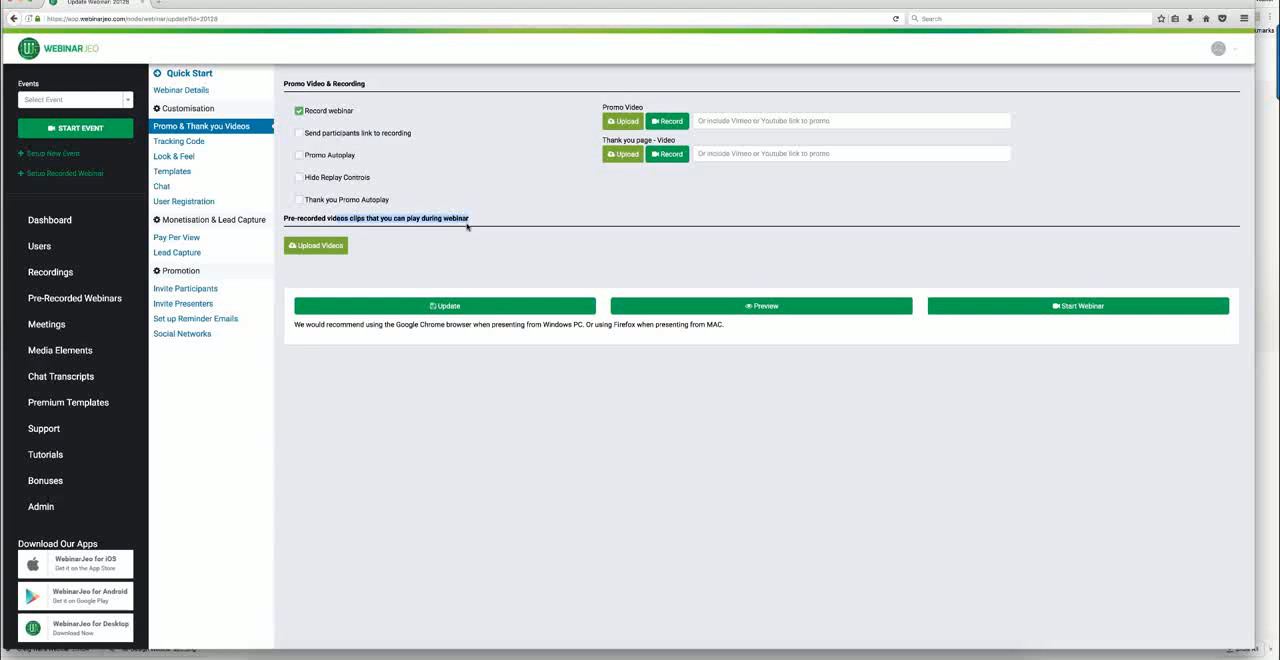 Update Webinar: 20128
https://app.webinarjeo.com/node/webinar/update?id=20128
Search
WEBINARJEO
Events
Select Event
START EVENT
Setup New Event
Setup Recorded Webinar
Dashboard
Users
Recordings
Pre-Recorded Webinars
Meetings
Media Elements
Chat Transcripts
Premium Templates
Support
Tutorials
Bonuses
Admin
Download Our Apps
WebinarJeo for iOS
Get it on the App Store
WebinarJeo for Android
Get it on Google Play
WebinarJeo for Desktop
Download Now
Quick Start
Webinar Details
Customisation
Promo & Thank you Videos
Tracking Code
Look & Feel
Templates
Chat
User Registration
Monetisation & Lead Capture
Pay Per View
Lead Capture
Promotion
Invite Participants
Invite Presenters
Set up Reminder Emails
Social Networks
Promo Video & Recording
Record webinar
Send participants link to recording
Promo Autoplay
Hide Replay Controls
Thank you Promo Autoplay
Promo Video
Upload Record Or include Vimeo or Youtube link to promo
Thank you page - Video
Upload Record Or include Vimeo or Youtube link to promo
Pre-recorded videos clips that you can play during webinar
Upload Videos
Update Preview Start Webinar
We would recommend using the Google Chrome browser when presenting from Windows PC. Or using Firefox when presenting from MAC.